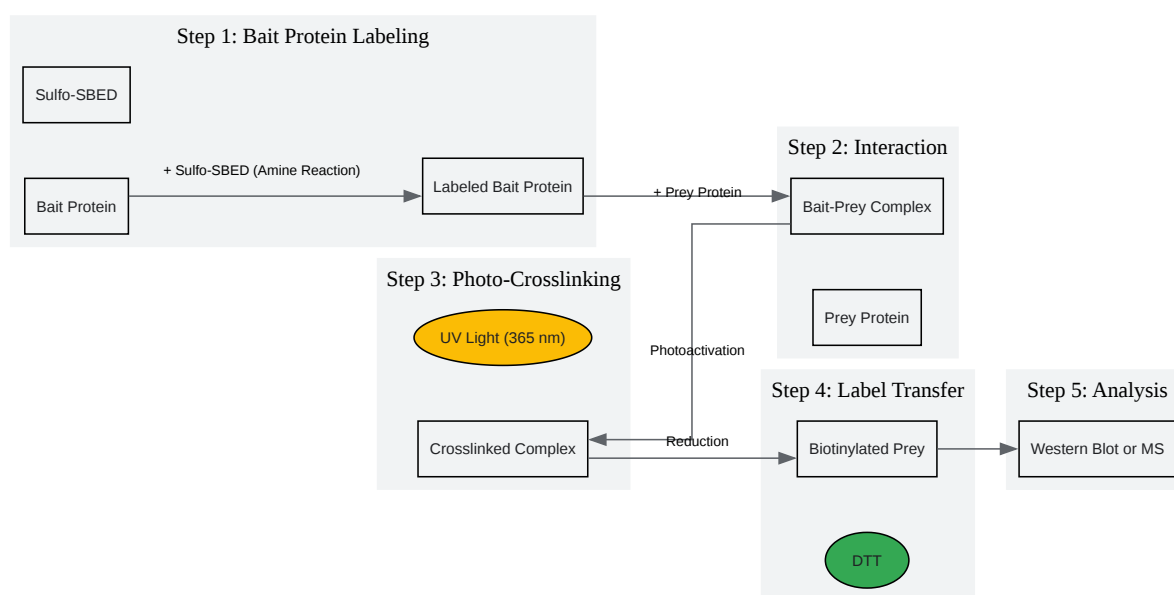 Step 1: Bait Protein Labeling
Sulfo-SBED
+ Sulfo-SBED (Amine Reaction)
Bait Protein
Labeled Bait Protein
+ Prey Protein
Step 2: Interaction
Bait-Prey Complex
Prey Protein
Step 3: Photo-Crosslinking
UV Light (365 nm)
Photoactivation
Crosslinked Complex
Reduction
Step 4: Label Transfer
Biotinylated Prey
DTT
Step 5: Analysis
Western Blot or MS